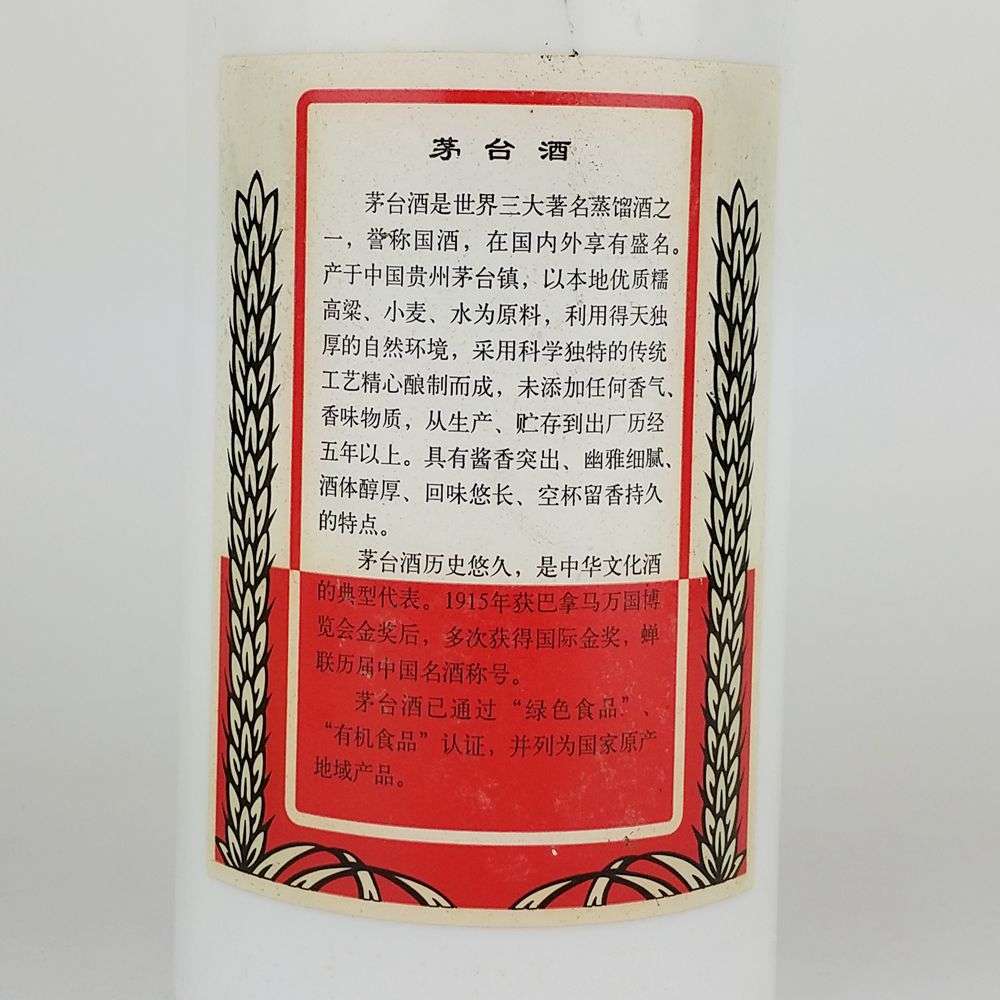 茅台酒
茅台酒是世界三大著名蒸馏酒之
一，誉称国酒，在国内外享有盛名。
产于中国贵州茅台镇，以本地优质糯
高粱、小麦、水为原料，利用得天独
厚的自然环境，采用科学独特的传统
工艺精心酿制而成，未添加任何香气、
香味物质，从生产、贮存到出厂历经
五年以上。具有酱香突出、幽雅细腻、
酒体醇厚、回味悠长、空杯留香持久
的特点。
茅台酒历史悠久，是中华文化酒
的典型代表。1915年获巴拿马万国博
览会金奖后，多次获得国际金奖，蝉
联历届中国名酒称号。
茅台酒已通过“绿色食品”、
“有机食品”认证，并列为国家原产
地域产品。